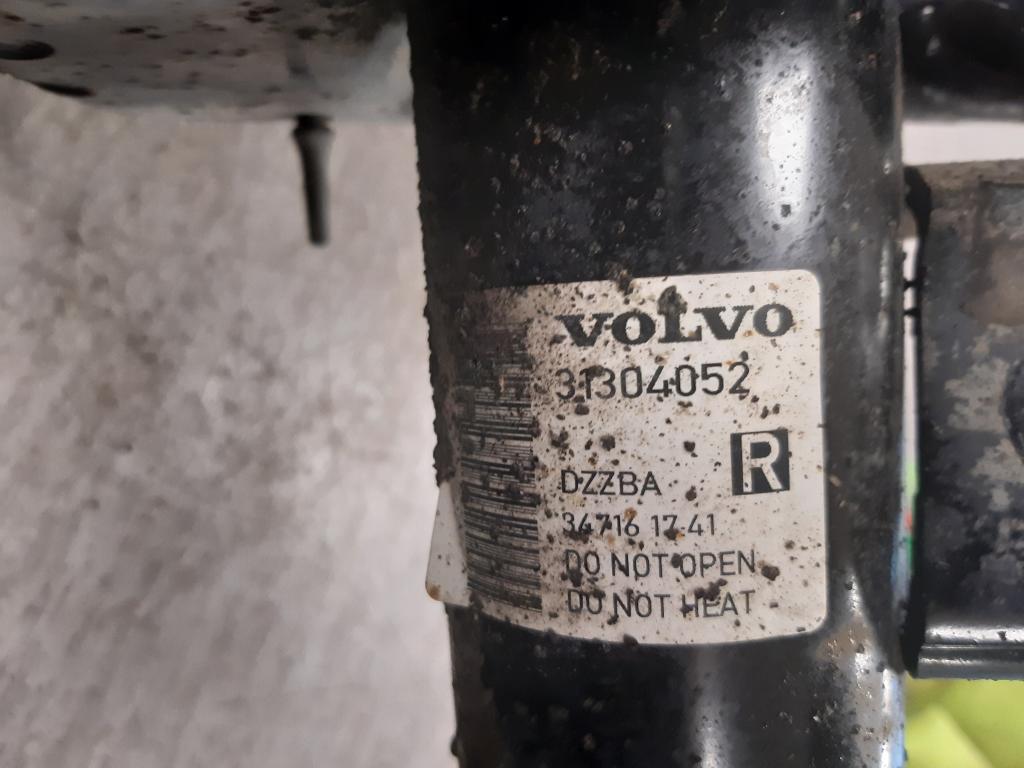 VOLVO
31304052
R
DZZBA
34716 17-41
DO NOT OPEN
DO NOT HEAT